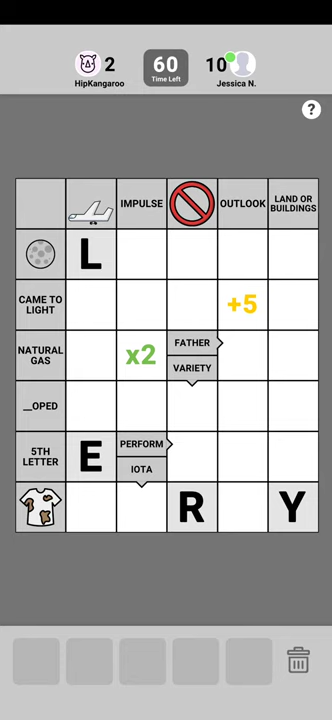 2
60
Time Left
10
HipKangaroo
Jessica N.
?
IMPULSE
OUTLOOK
LAND OR
BUILDINGS
L
CAME TO
LIGHT
+5
NATURAL
GAS
x2
FATHER
VARIETY
__OPED
5TH
LETTER
E
PERFORM
IOTA
R
Y